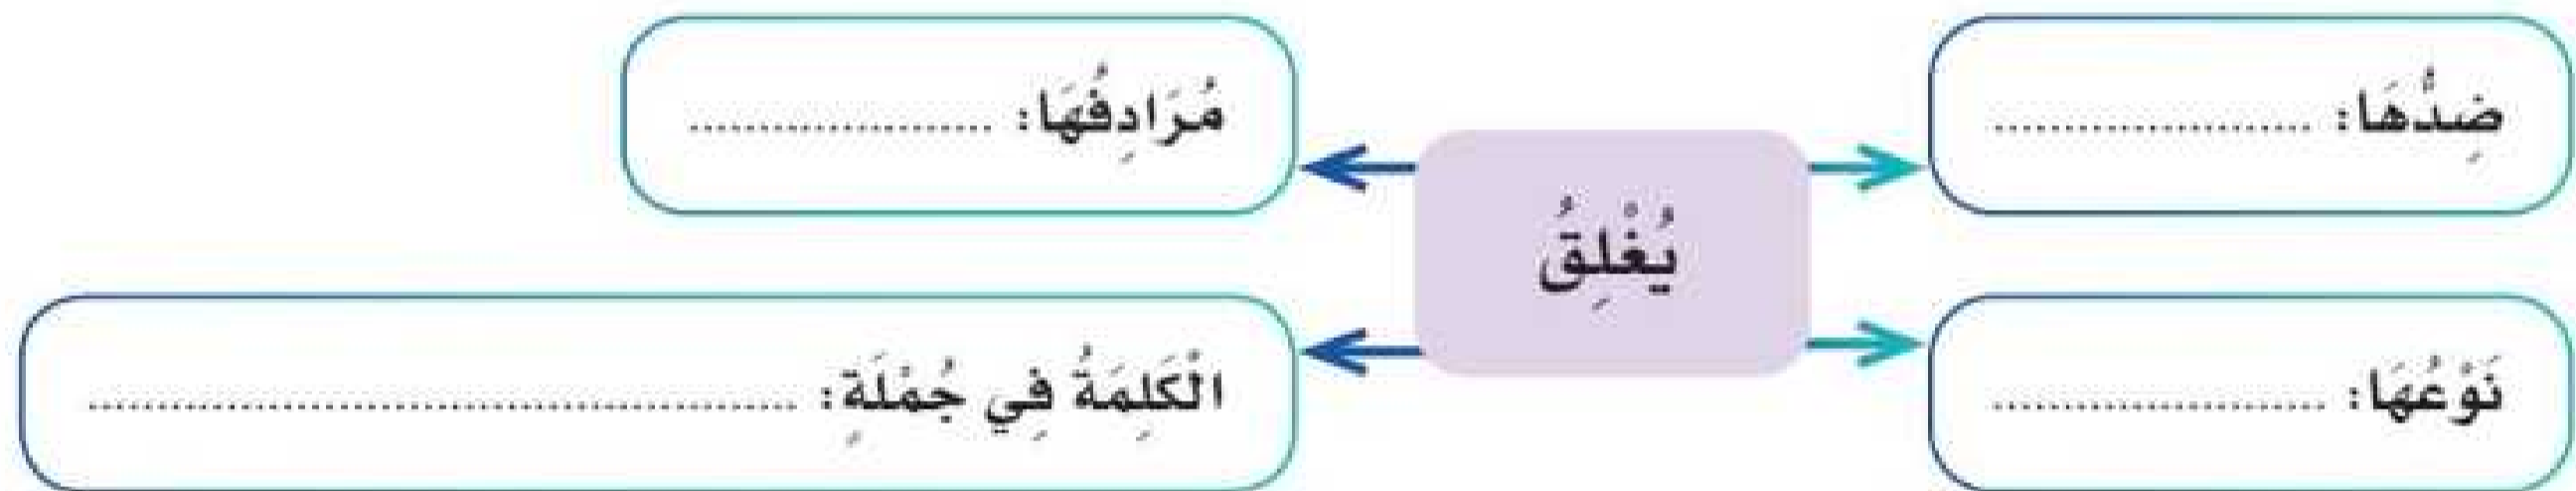 ضِدُّهَا: ....................
مُرَادِفُهَا: ....................
يُغْلِقُ
نَوْعُهَا: ....................
الْكَلِمَةُ فِي جُمْلَةٍ: ..............................................